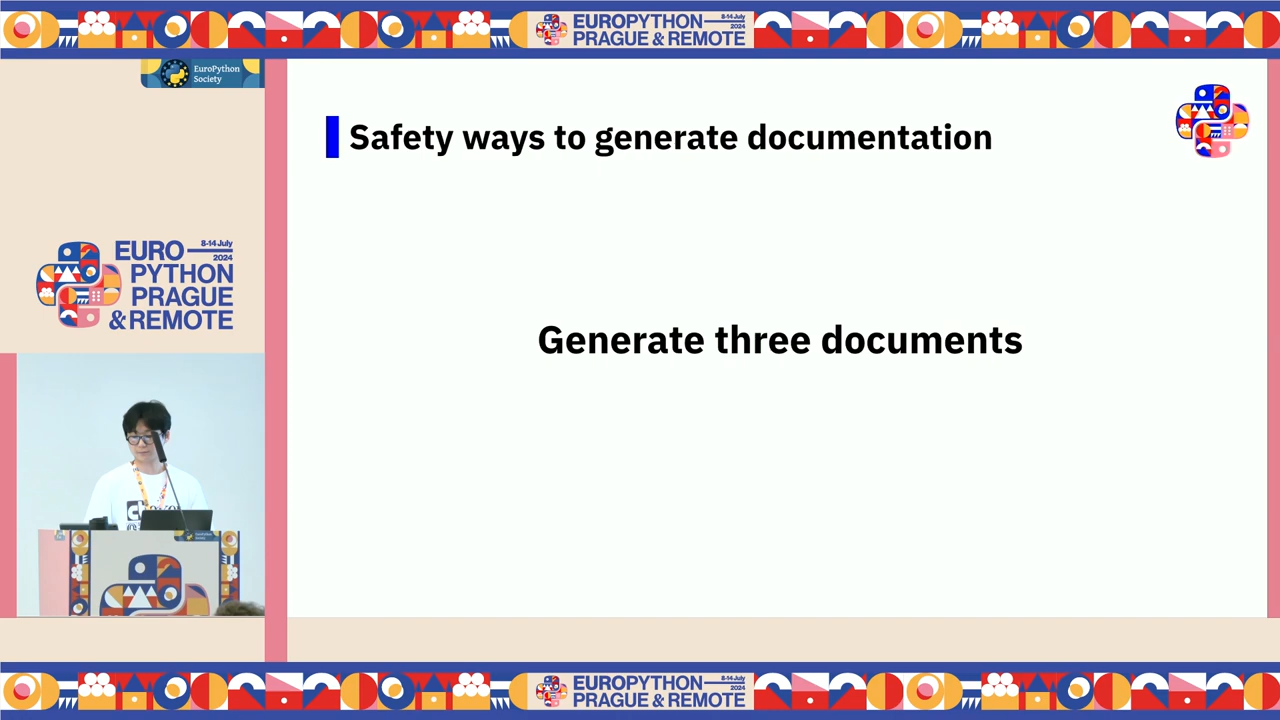 EUROPYTHON
8-14 July
2024
PRAGUE & REMOTE
EuroPython
Society
Safety ways to generate documentation
EURO
8-14 July
2024
PYTHON
PRAGUE
& REMOTE
Generate three documents
EUROPYTHON
8-14 July
2024
PRAGUE & REMOTE